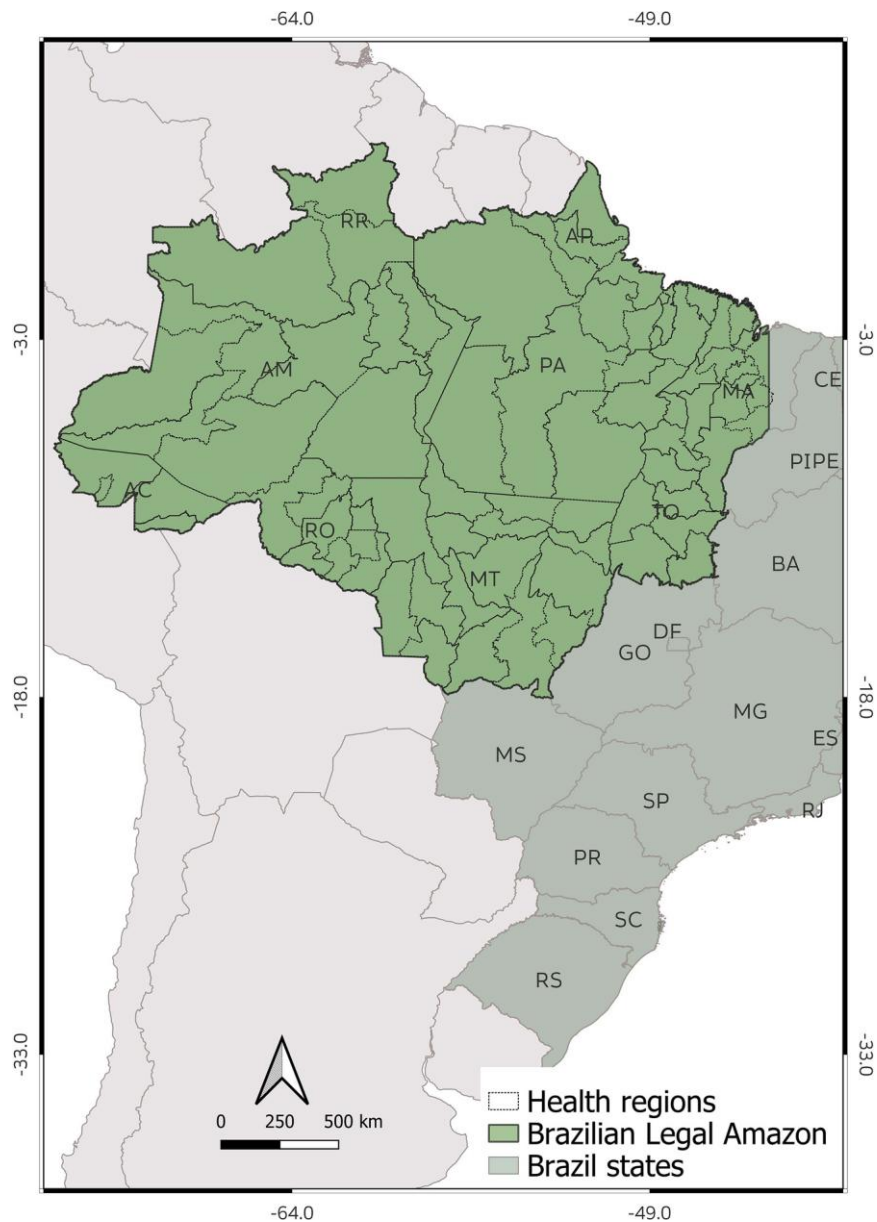 -64.0 -49.0
RR
AP
-3.0 -3.0
AM PA
CE
MA
PIPE
AC
TO
RO
BA
MT
DF
GO
-18.0 -18.0
MG
ES
MS
SP
RJ
PR
SC
RS
-33.0 -33.0
0 250 500 km
Health regions
Brazilian Legal Amazon
Brazil states
-64.0 -49.0